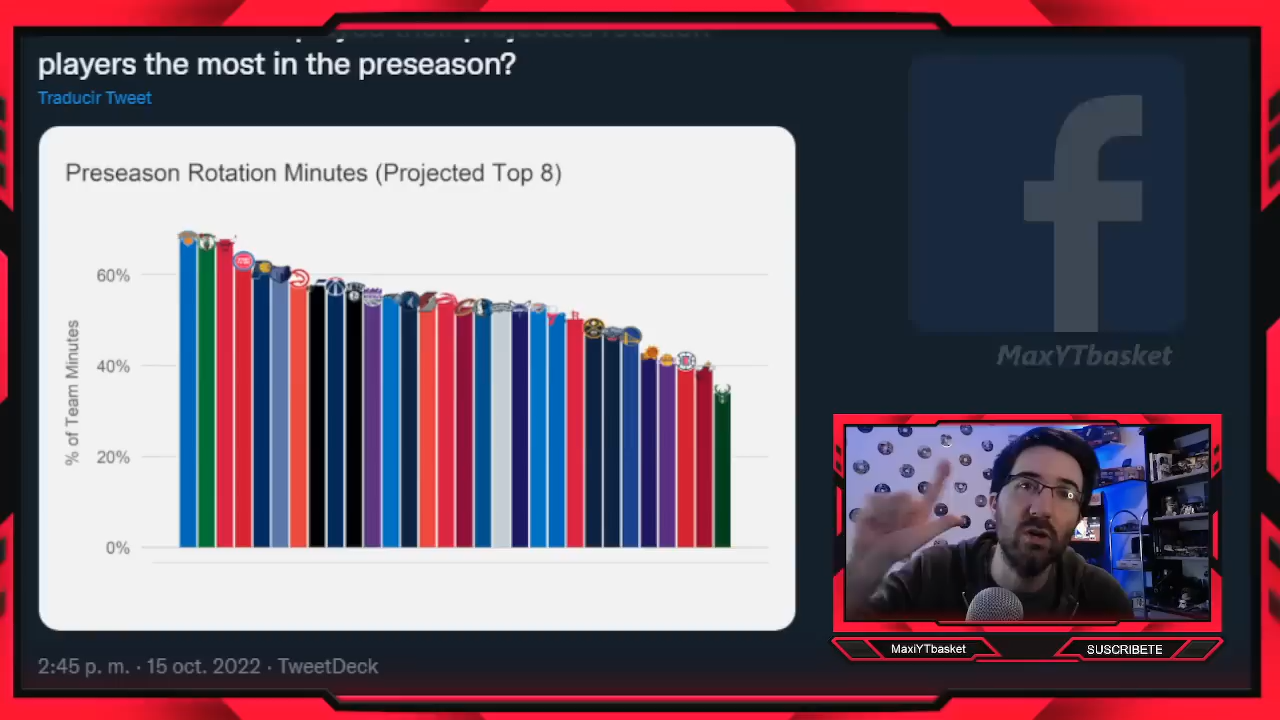 players the most in the preseason?
Traducir Tweet
Preseason Rotation Minutes (Projected Top 8)
60%
40%
20%
0%
% of Team Minutes
2:45 p. m. · 15 oct. 2022 · TweetDeck
f
MaxYTbasket
MaxiYTbasket
SUSCRIBETE